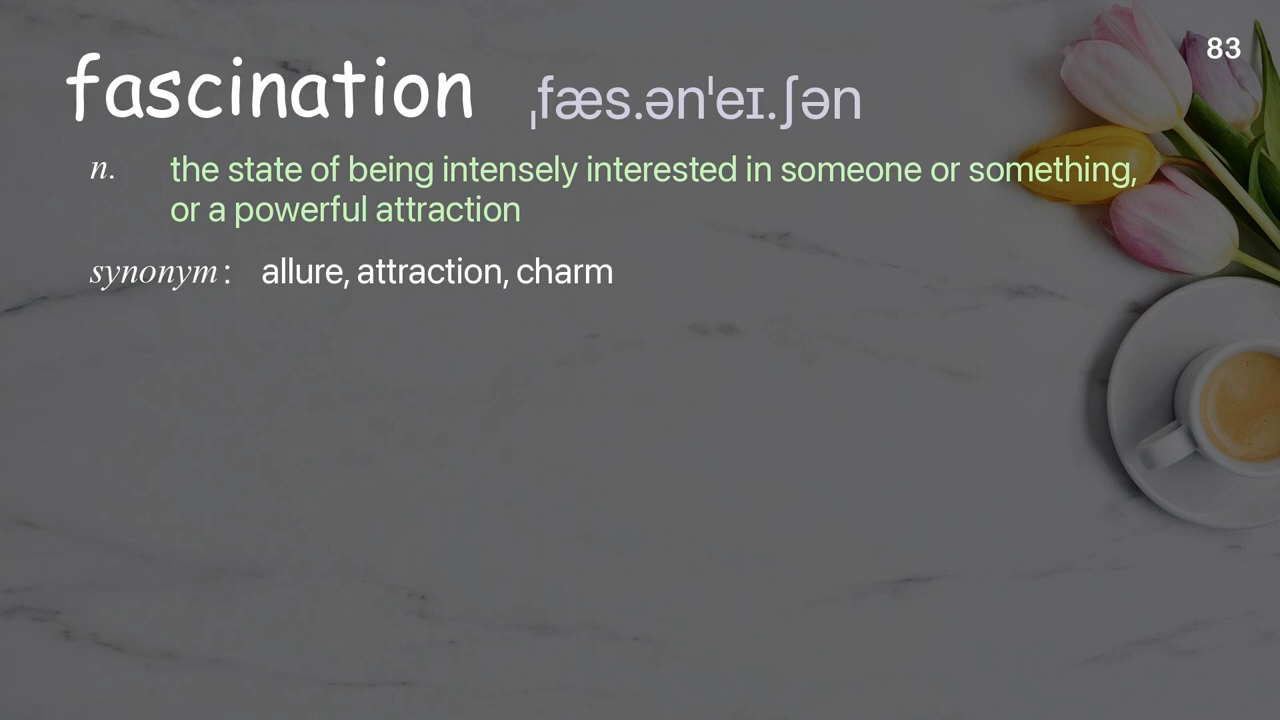 83
fascination ˌfæs.ənˈeɪ.ʃən
n. the state of being intensely interested in someone or something,
or a powerful attraction
synonym: allure, attraction, charm